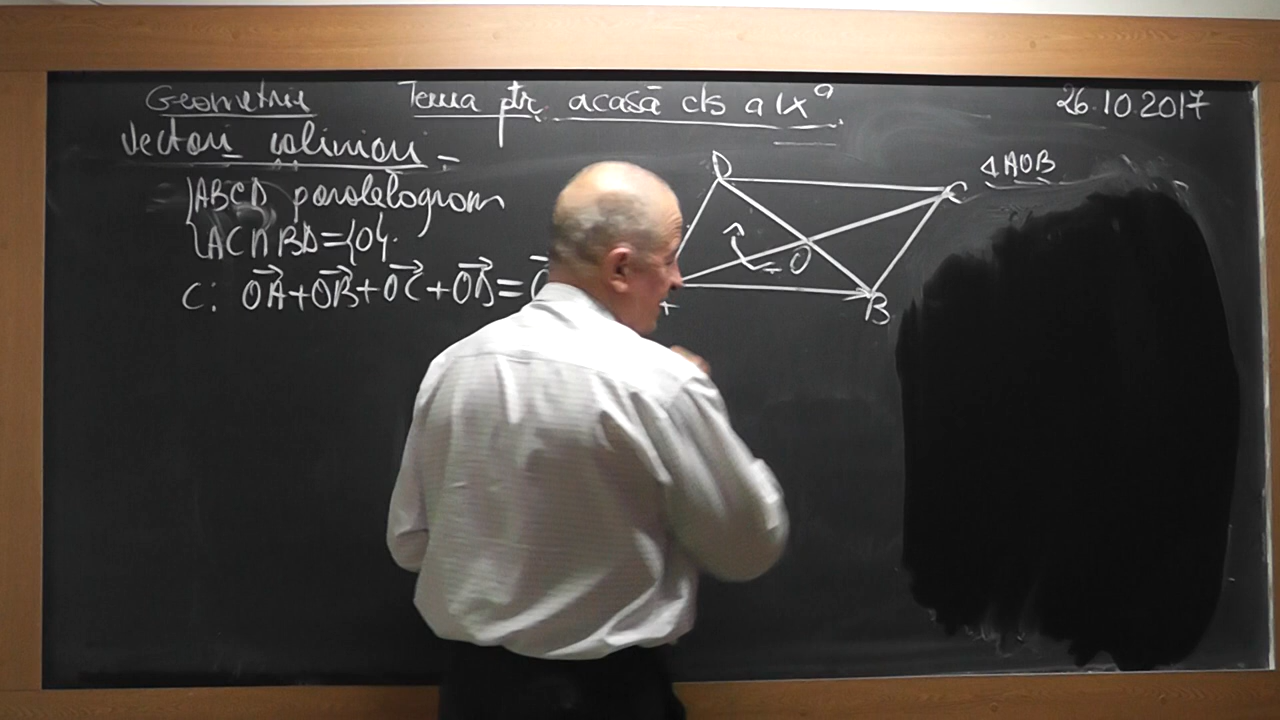 Geometrie Tema ptr. acasă cls a IX^a 26.10.2017
Vectori coliniari
ABCD paralelogram
AC∩BD={O}.
C: OA+OB+OC+OD=
D C
O
B
△AOB